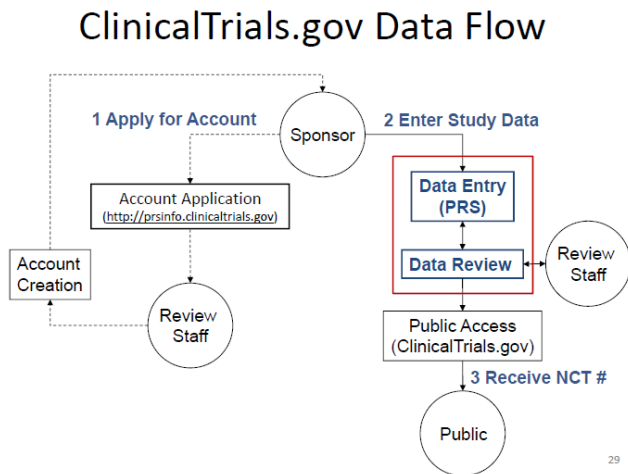 ClinicalTrials.gov Data Flow
1 Apply for Account
Sponsor
2 Enter Study Data
Account Application
(http://prsinfo.clinicaltrials.gov)
Data Entry
(PRS)
Account
Creation
Review
Staff
Data Review
Review
Staff
Public Access
(ClinicalTrials.gov)
3 Receive NCT #
Public
29